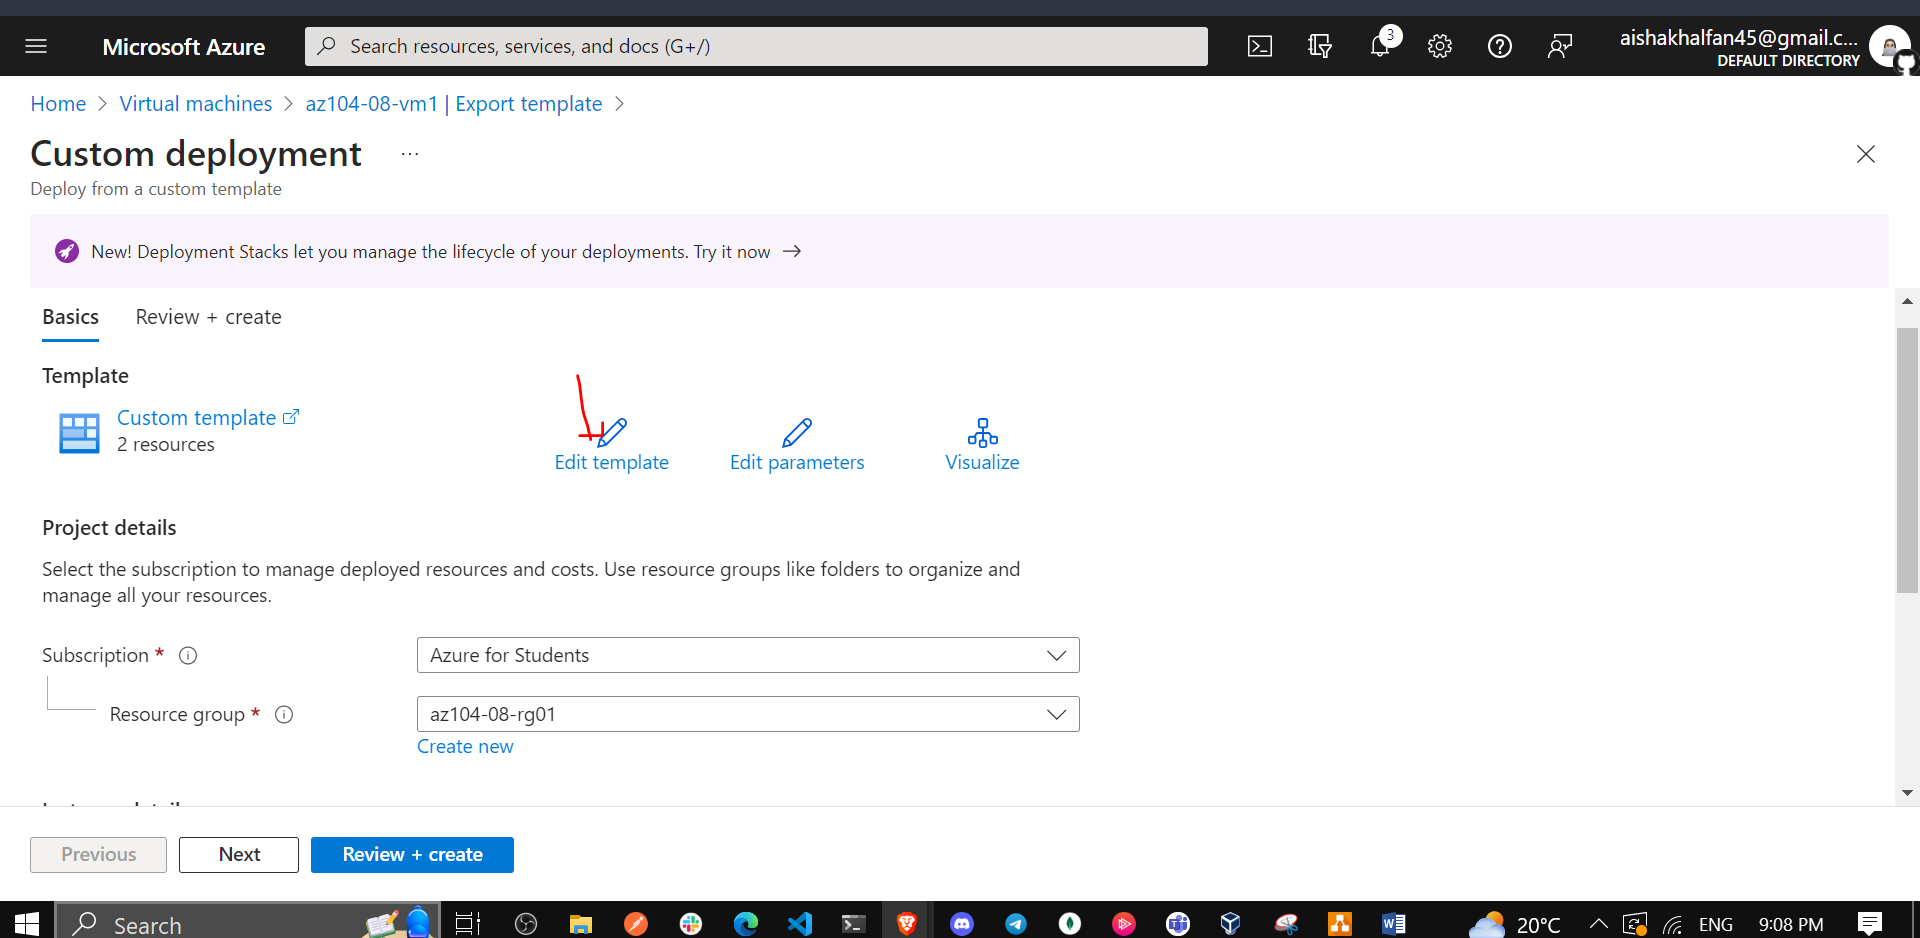 Microsoft Azure
Search resources, services, and docs (G+/)
3
aishakhalfan45@gmail.c...
DEFAULT DIRECTORY
Home > Virtual machines > az104-08-vm1 | Export template >
Custom deployment ...
Deploy from a custom template
New! Deployment Stacks let you manage the lifecycle of your deployments. Try it now →
Basics Review + create
Template
Custom template
2 resources
Edit template Edit parameters Visualize
Project details
Select the subscription to manage deployed resources and costs. Use resource groups like folders to organize and
manage all your resources.
Subscription * Azure for Students
Resource group * az104-08-rg01
Create new
Previous Next Review + create
Search 20°C ENG 9:08 PM